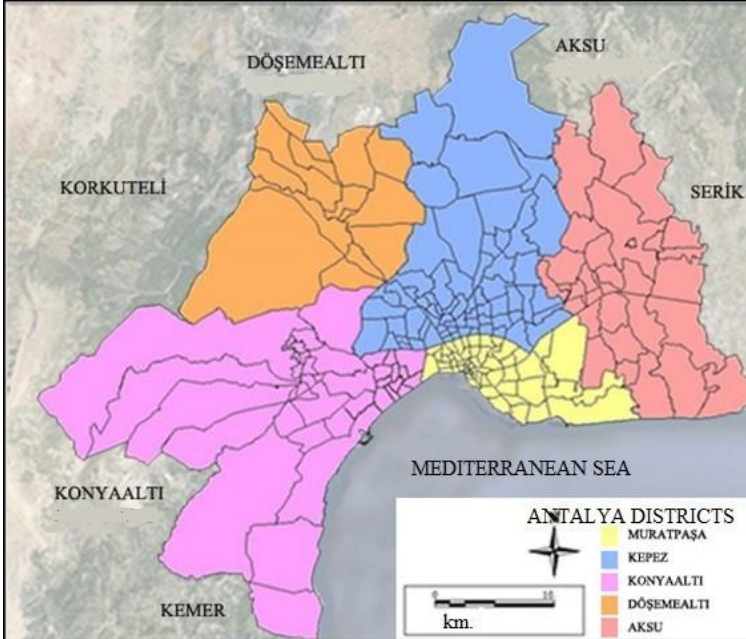 AKSU
DÖŞEMEALTI
KORKUTELİ
SERİK
MEDITERRANEAN SEA
KONYAALTI
KEMER
N
ANTALYA DISTRICTS
MURATPAŞA
KEPEZ
KONYAALTI
DÖŞEMEALTI
AKSU
0 10
km.